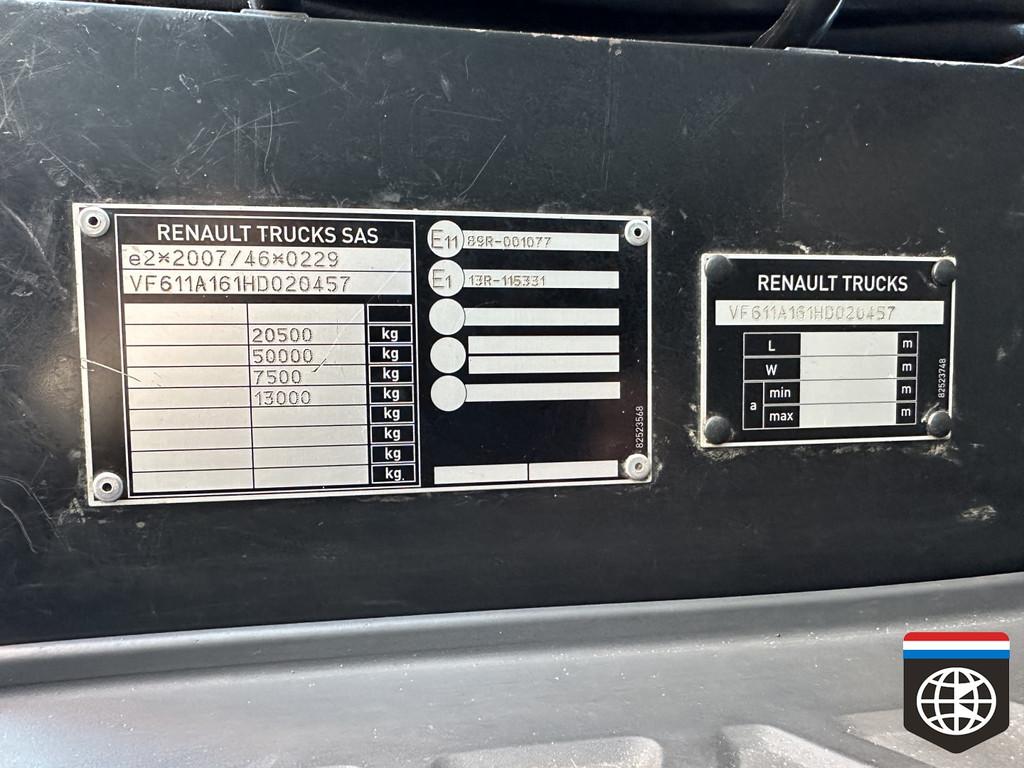 RENAULT TRUCKS SAS
e2*2007/46*0229
VF611A161HD020457
20500 kg
50000 kg
7500 kg
13000 kg
kg
kg
kg
kg
E11 89R-001077
E1 13R-115331
82523568
RENAULT TRUCKS
VF611A161HD020457
L m
W m
a min m
max m
82523748